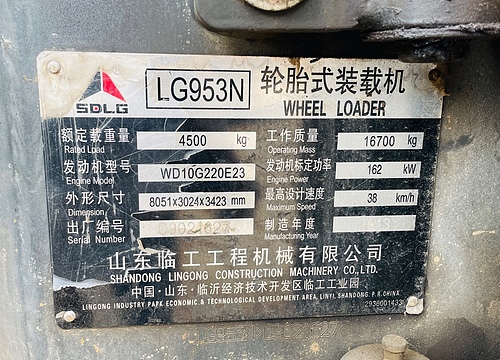 SDLG
LG953N
轮胎式装载机
WHEEL LOADER
额定载重量 4500 kg
Rated Load
工作质量 16700 kg
Operating Mass
发动机型号 WD10G220E23
Engine Model
发动机标定功率 162 kW
Engine Power
外形尺寸 8051x3024x3423 mm
Dimension
最高设计速度 38 km/h
Maximum Speed
出厂编号
Serial Number
制造年度
Manufacturing Year
山东临工工程机械有限公司
SHANDONG LINGONG CONSTRUCTION MACHINERY CO.,LTD.
中国·山东·临沂经济技术开发区临工工业园
LINGONG INDUSTRY PARK ECONOMIC & TECHNOLOGICAL DEVELOPMENT AREA, LINYI, SHANDONG, P.R.CHINA
2936001433